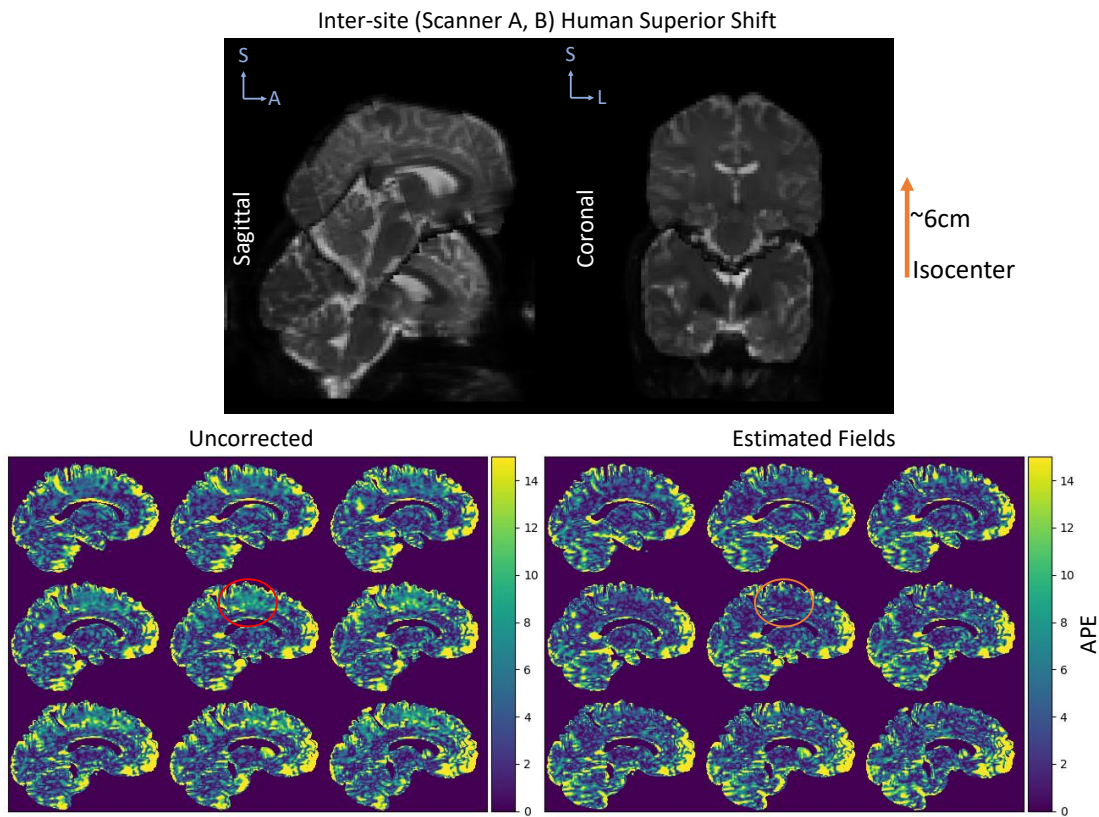 Inter-site (Scanner A, B) Human Superior Shift
S
A
Sagittal
S
L
Coronal
~6cm
Isocenter
Uncorrected
14
12
10
8
6
4
2
0
Estimated Fields
14
12
10
8
6
4
2
0
APE